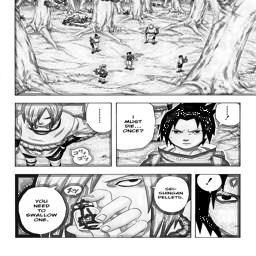 !
I
MUST
DIE...
ONCE?
.......
!
SEI-
SHINGAN
PELLETS.
YOU
NEED TO
SWALLOW
ONE.